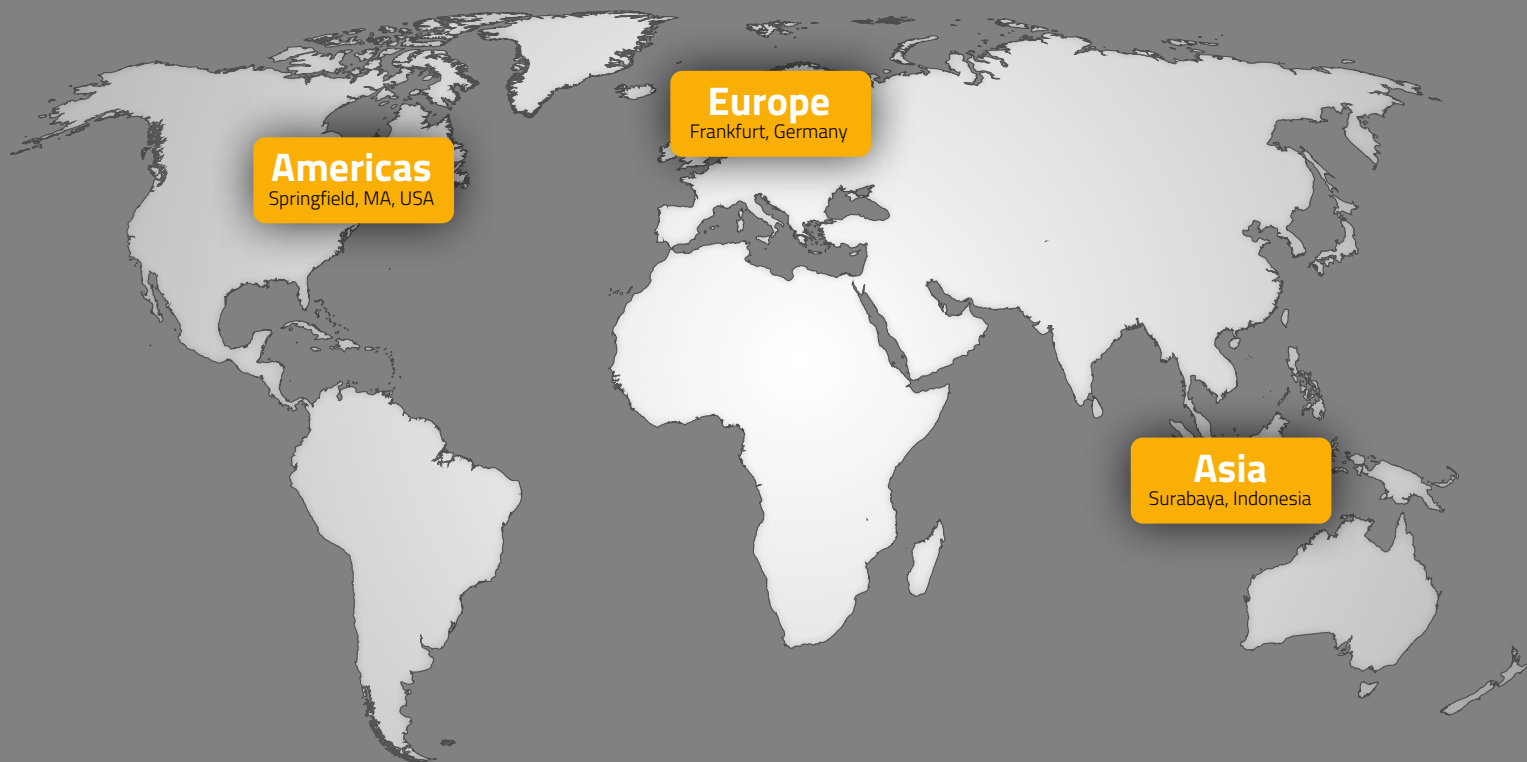 Europe
Frankfurt, Germany
Americas
Springfield, MA, USA
Asia
Surabaya, Indonesia